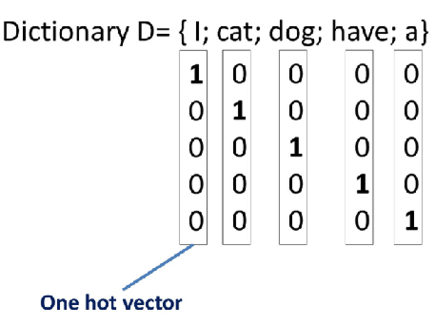 Dictionary D= { I; cat; dog; have; a}
1 0 0 0 0
0 1 0 0 0
0 0 1 0 0
0 0 0 1 0
0 0 0 0 1
One hot vector